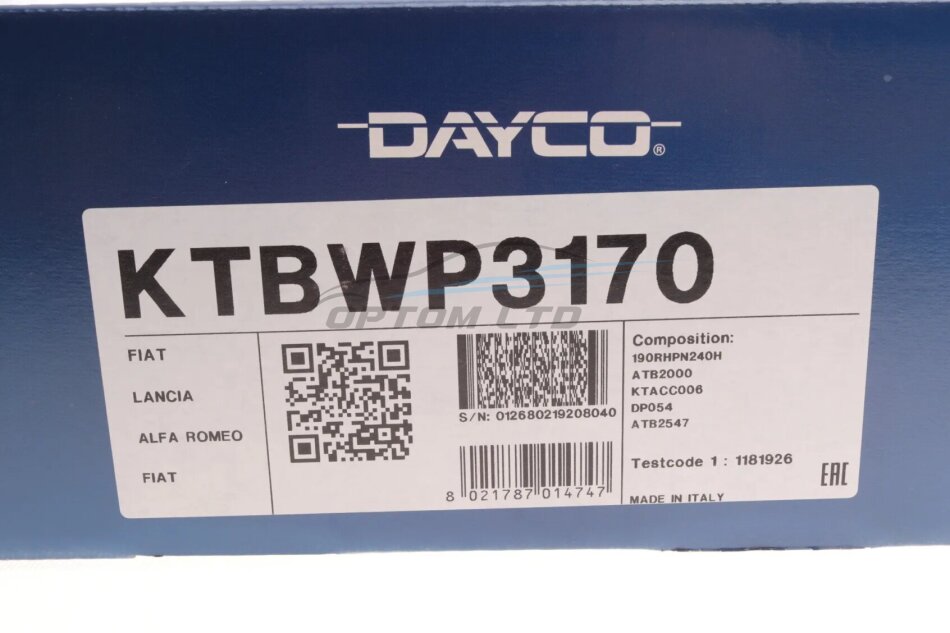 DAYCO®
KTBWP3170
OPTOM LTD
FIAT
LANCIA
ALFA ROMEO
FIAT
S/N: 012680219208040
8 021787 014747
Composition:
190RHPN240H
ATB2000
KTACC006
DP054
ATB2547
Testcode 1 : 1181926
MADE IN ITALY
EAC